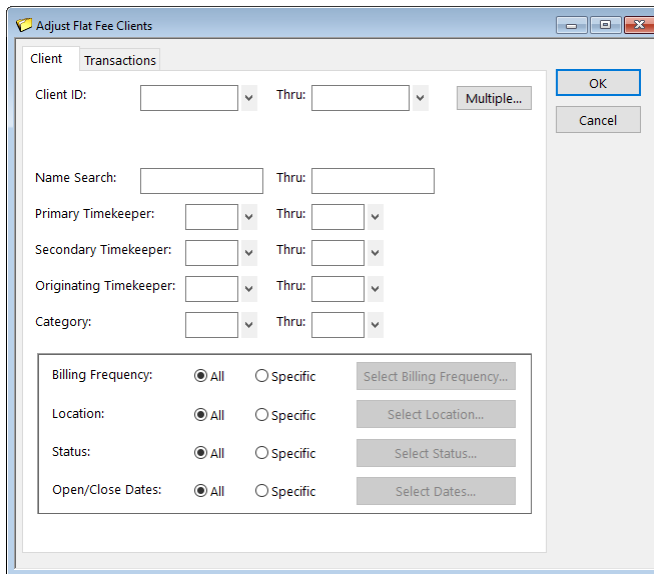 Adjust Flat Fee Clients
Client Transactions
Client ID: Thru: Multiple...
OK
Cancel
Name Search: Thru:
Primary Timekeeper: Thru:
Secondary Timekeeper: Thru:
Originating Timekeeper: Thru:
Category: Thru:
Billing Frequency: All Specific Select Billing Frequency...
Location: All Specific Select Location...
Status: All Specific Select Status...
Open/Close Dates: All Specific Select Dates...